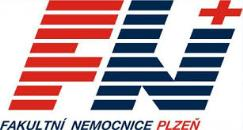 FN+
FAKULTNÍ NEMOCNICE PLZEŇ